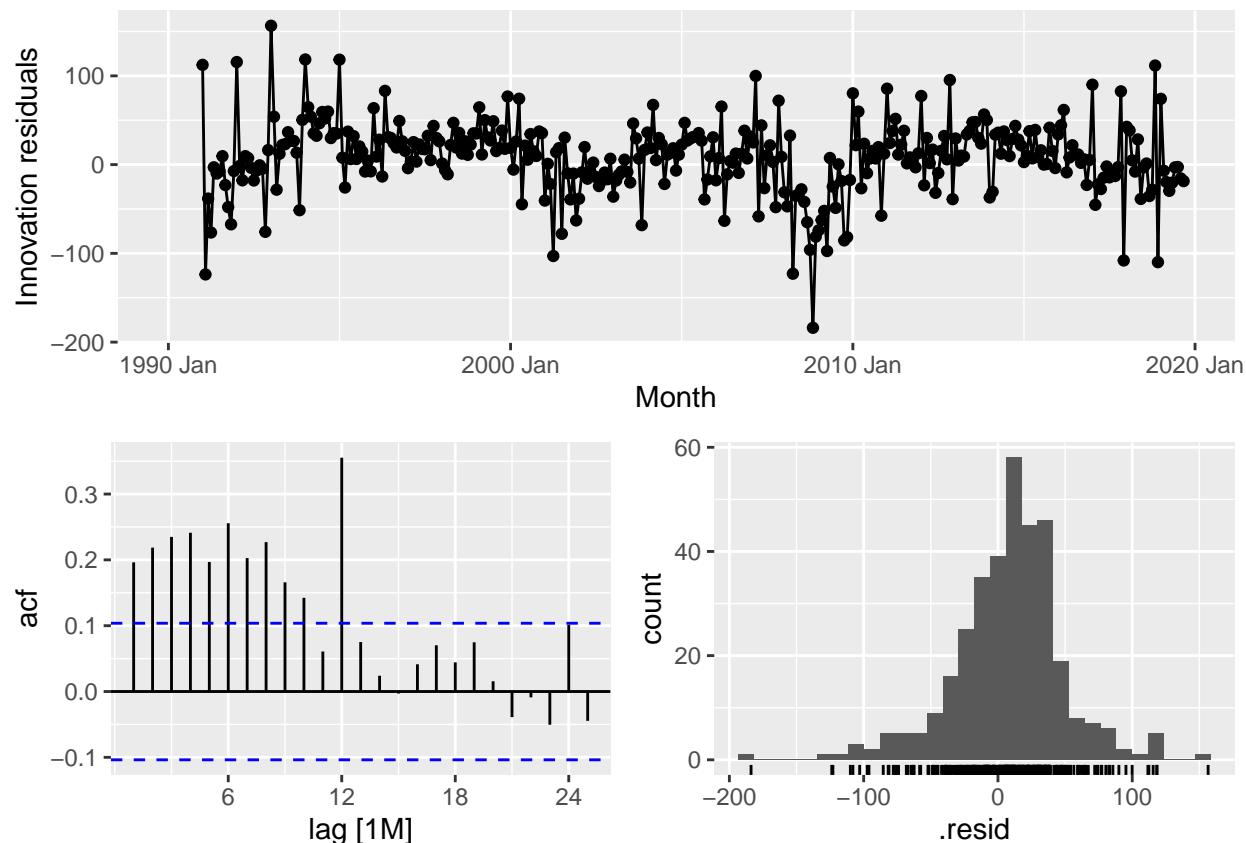 Innovation residuals
100
0
−100
−200
1990 Jan 2000 Jan 2010 Jan 2020 Jan
Month
acf
0.3
0.2
0.1
0.0
−0.1
6 12 18 24
lag [1M]
count
60
40
20
0
−200 −100 0 100
.resid